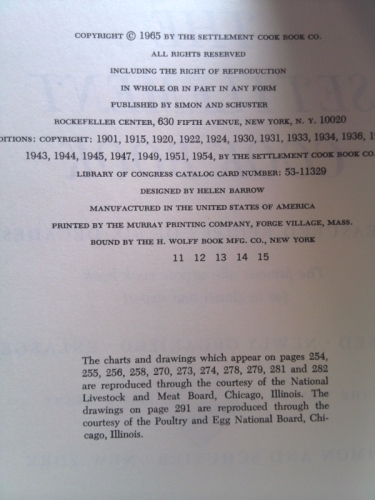 COPYRIGHT © 1965 BY THE SETTLEMENT COOK BOOK CO.
ALL RIGHTS RESERVED
INCLUDING THE RIGHT OF REPRODUCTION
IN WHOLE OR IN PART IN ANY FORM
PUBLISHED BY SIMON AND SCHUSTER
ROCKEFELLER CENTER, 630 FIFTH AVENUE, NEW YORK, N. Y. 10020
DITIONS: COPYRIGHT: 1901, 1915, 1920, 1922, 1924, 1930, 1931, 1933, 1934, 1936, 1
1943, 1944, 1945, 1947, 1949, 1951, 1954, BY THE SETTLEMENT COOK BOOK CO.
LIBRARY OF CONGRESS CATALOG CARD NUMBER: 53-11329
DESIGNED BY HELEN BARROW
MANUFACTURED IN THE UNITED STATES OF AMERICA
PRINTED BY THE MURRAY PRINTING COMPANY, FORGE VILLAGE, MASS.
BOUND BY THE H. WOLFF BOOK MFG. CO., NEW YORK
11 12 13 14 15
The charts and drawings which appear on pages 254,
255, 256, 258, 270, 273, 274, 278, 279, 281 and 282
are reproduced through the courtesy of the National
Livestock and Meat Board, Chicago, Illinois. The
drawings on page 291 are reproduced through the
courtesy of the Poultry and Egg National Board, Chi-
cago, Illinois.